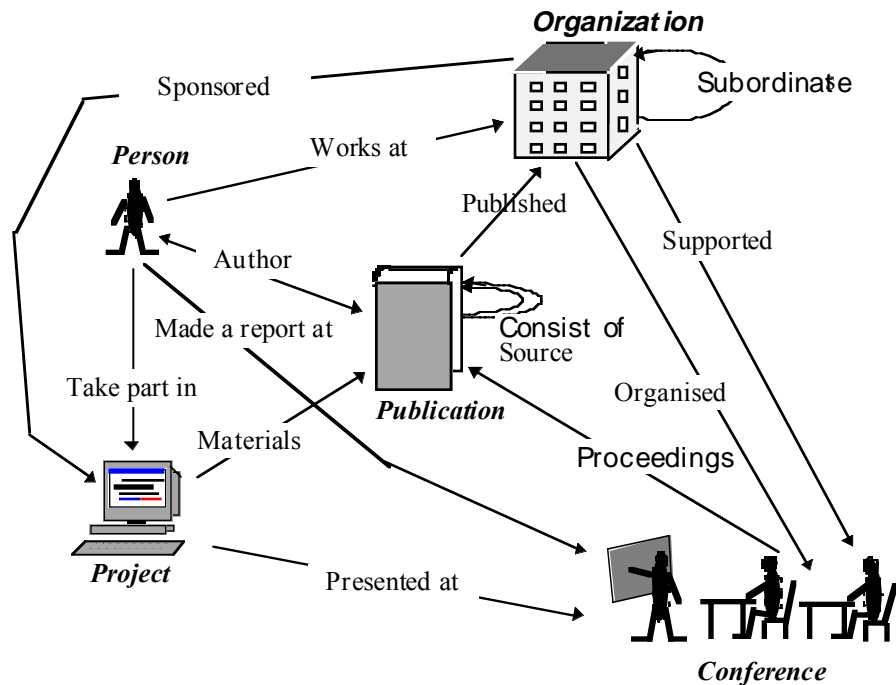 Organization
Sponsored
Subordinate
Person
Works at
Published
Supported
Author
Made a report at
Consist of
Source
Take part in
Organised
Publication
Materials
Proceedings
Project
Presented at
Conference